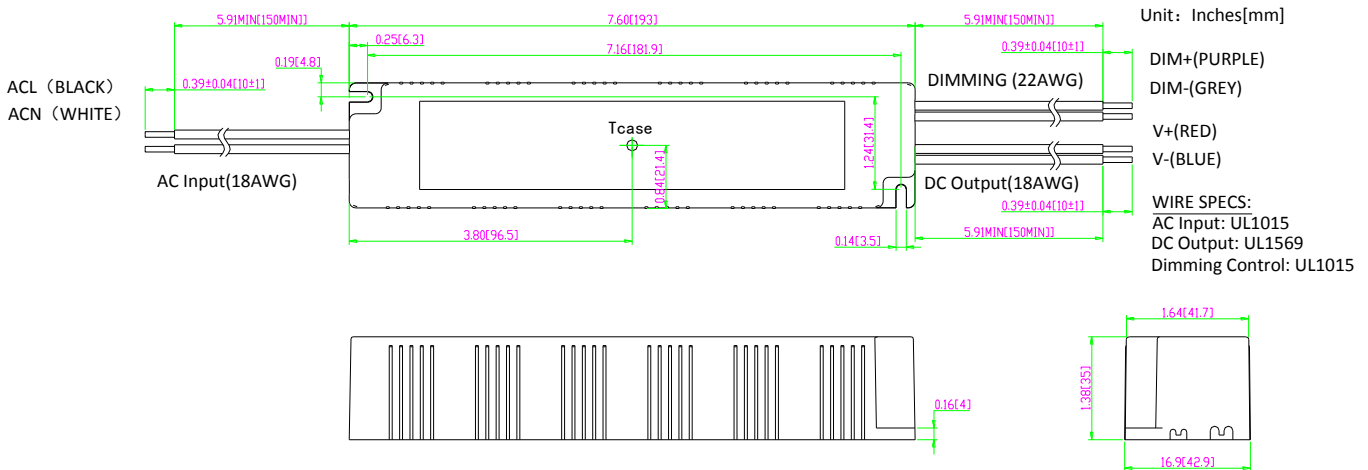 5.91MIN[150MIN]]
7.60[193]
5.91MIN[150MIN]]
Unit：Inches[mm]
0.25[6.3]
7.16[181.9]
0.39±0.04[10±1]
0.19[4.8]
DIM+(PURPLE)
ACL（BLACK）
0.39±0.04[10±1]
DIMMING (22AWG)
DIM-(GREY)
ACN（WHITE）
Tcase
V+(RED)
1.24[31.4]
V-(BLUE)
AC Input(18AWG)
0.84[21.4]
DC Output(18AWG)
WIRE SPECS:
0.39±0.04[10±1]
AC Input: UL1015
3.80[96.5]
0.14[3.5]
5.91MIN[150MIN]]
DC Output: UL1569
Dimming Control: UL1015
1.64[41.7]
0.16[4]
1.38[35]
16.9[42.9]